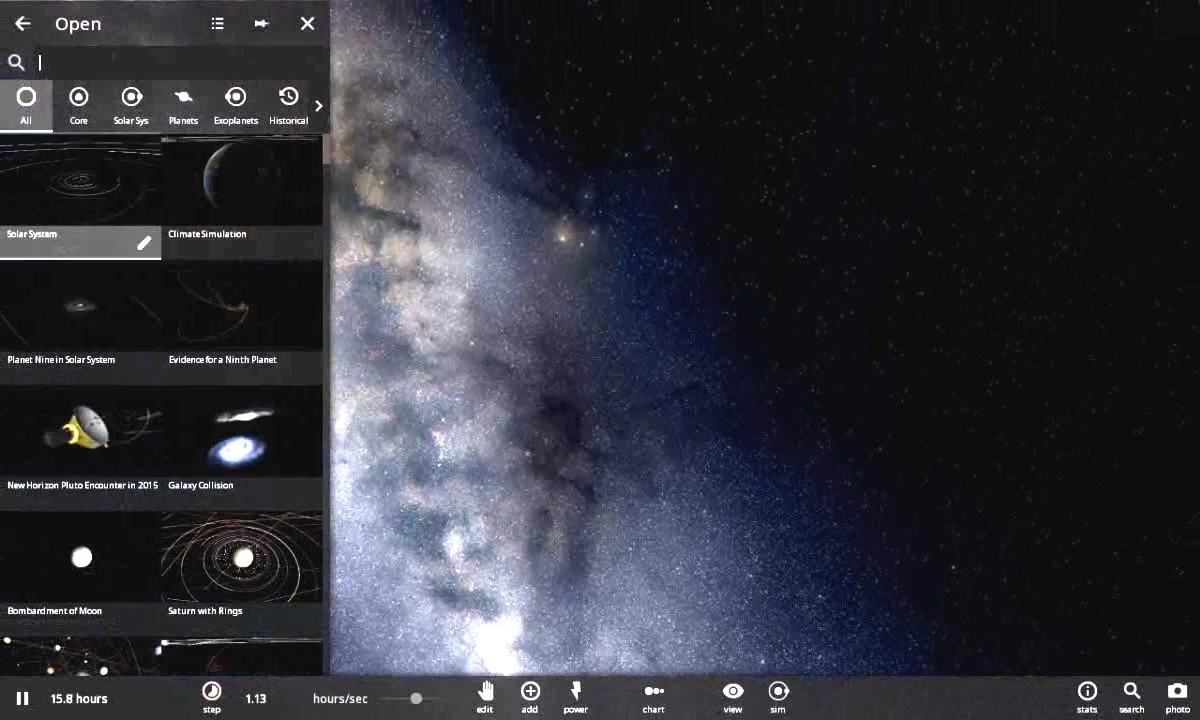 Open
All
Core
Solar Sys
Planets
Exoplanets
Historical
Solar System
Climate Simulation
Planet Nine in Solar System
Evidence for a Ninth Planet
New Horizon Pluto Encounter in 2015
Galaxy Collision
Bombardment of Moon
Saturn with Rings
15.8 hours
step
1.13
hours/sec
edit
add
power
chart
view
sim
stats
search
photo